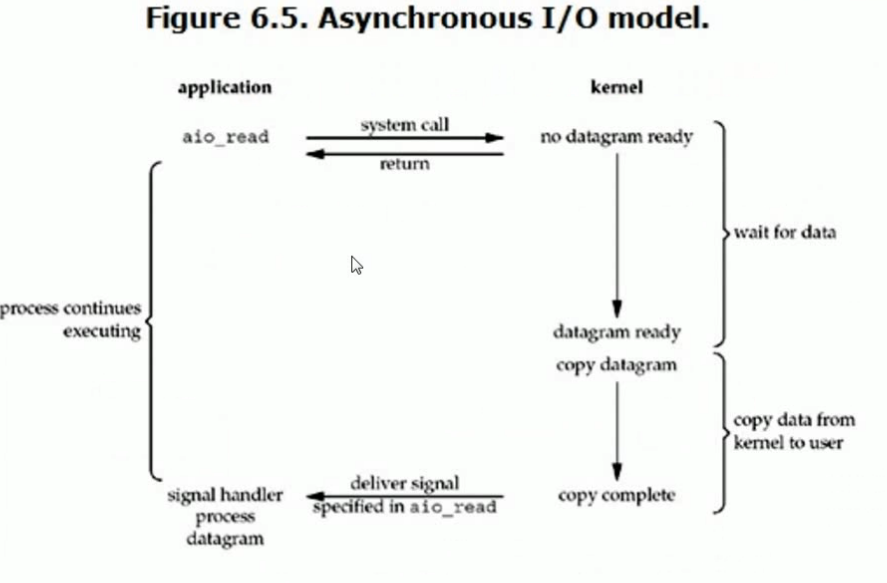 Figure 6.5. Asynchronous I/O model.
application
kernel
aio_read
system call
return
no datagram ready
wait for data
process continues
executing
datagram ready
copy datagram
copy data from
kernel to user
signal handler
process
datagram
deliver signal
specified in aio_read
copy complete